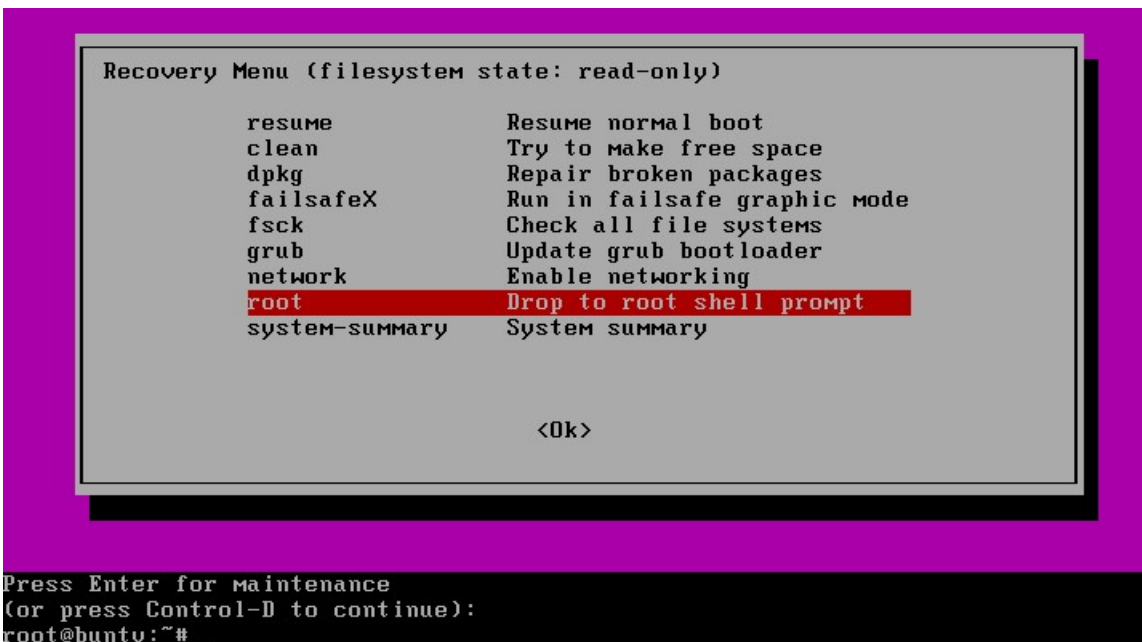 Recovery Menu (filesystem state: read-only)
resume Resume normal boot
clean Try to make free space
dpkg Repair broken packages
failsafeX Run in failsafe graphic mode
fsck Check all file systems
grub Update grub bootloader
network Enable networking
root Drop to root shell prompt
system-summary System summary
<Ok>
Press Enter for maintenance
(or press Control-D to continue):
root@bunty:~#